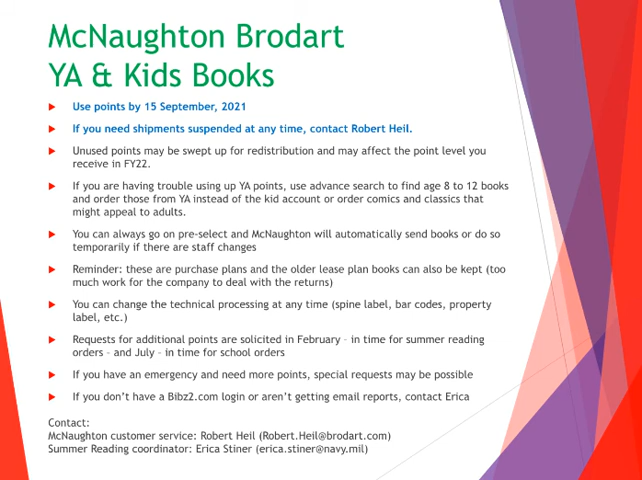 McNaughton Brodart
YA & Kids Books
Use points by 15 September, 2021
If you need shipments suspended at any time, contact Robert Heil.
Unused points may be swept up for redistribution and may affect the point level you
receive in FY22.
If you are having trouble using up YA points, use advance search to find age 8 to 12 books
and order those from YA instead of the kid account or order comics and classics that
might appeal to adults.
You can always go on pre-select and McNaughton will automatically send books or do so
temporarily if there are staff changes
Reminder: these are purchase plans and the older lease plan books can also be kept (too
much work for the company to deal with the returns)
You can change the technical processing at any time (spine label, bar codes, property
label, etc.)
Requests for additional points are solicited in February – in time for summer reading
orders – and July – in time for school orders
If you have an emergency and need more points, special requests may be possible
If you don't have a Bibz2.com login or aren't getting email reports, contact Erica
Contact:
McNaughton customer service: Robert Heil (Robert.Heil@brodart.com)
Summer Reading coordinator: Erica Stiner (erica.stiner@navy.mil)